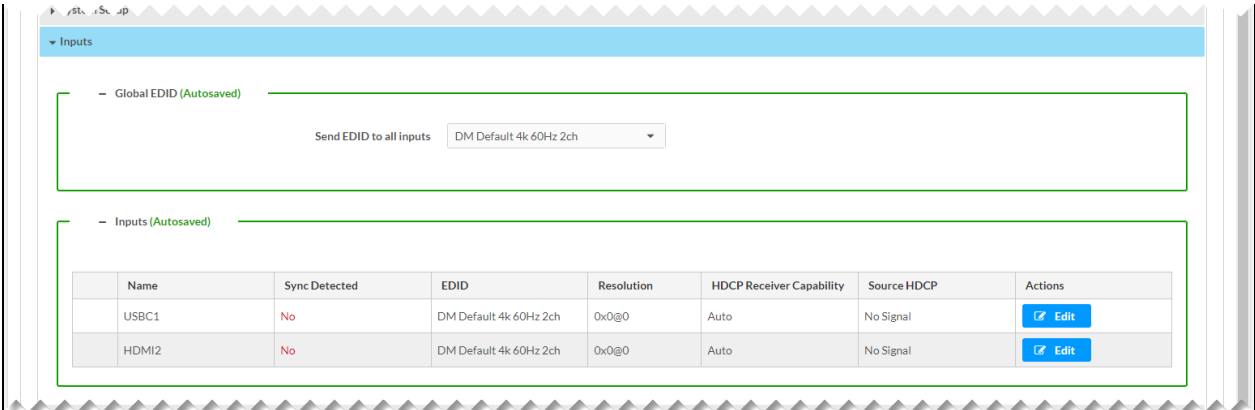 Inputs
Global EDID (Autosaved)
Send EDID to all inputs DM Default 4k 60Hz 2ch
Inputs (Autosaved)
Name Sync Detected EDID Resolution HDCP Receiver Capability Source HDCP Actions
USBC1 No DM Default 4k 60Hz 2ch 0x0@0 Auto No Signal Edit
HDMI2 No DM Default 4k 60Hz 2ch 0x0@0 Auto No Signal Edit